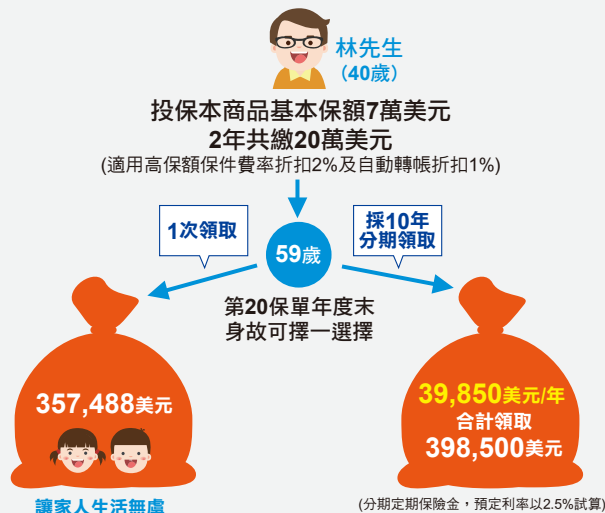 林先生
(40歲)
投保本商品基本保額7萬美元
2年共繳20萬美元
(適用高保額保件費率折扣2%及自動轉帳折扣1%)
1次領取
採10年
分期領取
59歲
第20保單年度末
身故可擇一選擇
357,488美元
讓家人生活無虞
39,850美元/年
合計領取
398,500美元
(分期定期保險金，預定利率以2.5%試算)